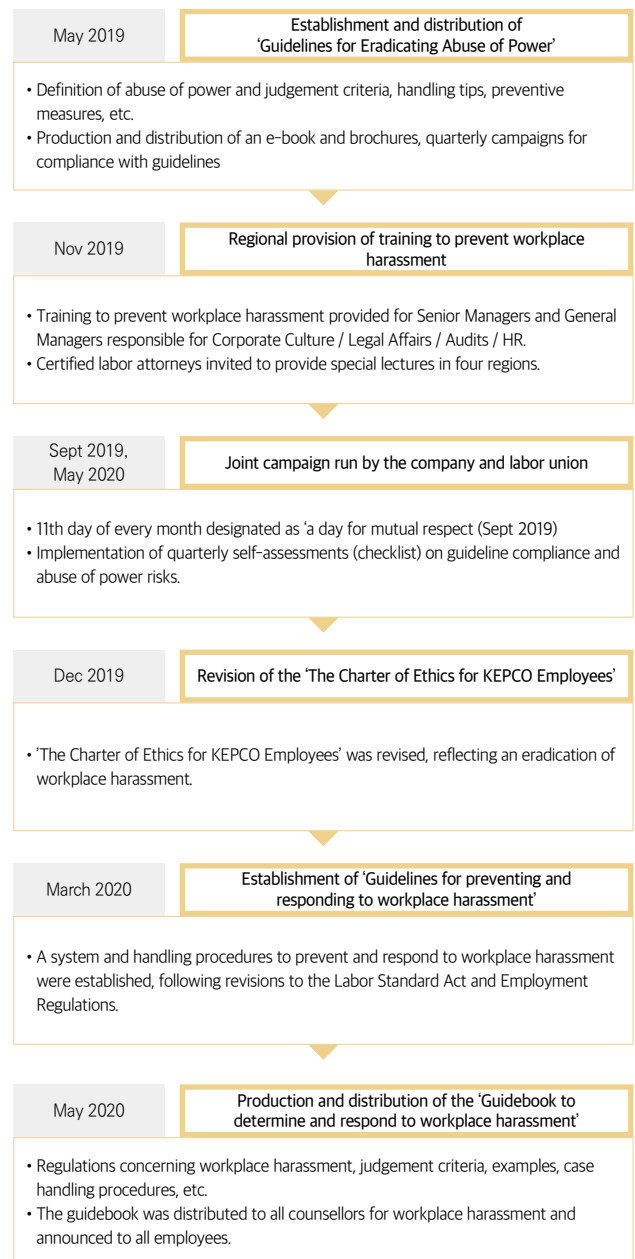 May 2019
Establishment and distribution of
‘Guidelines for Eradicating Abuse of Power’
• Definition of abuse of power and judgement criteria, handling tips, preventive
measures, etc.
• Production and distribution of an e-book and brochures, quarterly campaigns for
compliance with guidelines
Nov 2019
Regional provision of training to prevent workplace
harassment
• Training to prevent workplace harassment provided for Senior Managers and General
Managers responsible for Corporate Culture / Legal Affairs / Audits / HR.
• Certified labor attorneys invited to provide special lectures in four regions.
Sept 2019,
May 2020
Joint campaign run by the company and labor union
• 11th day of every month designated as ‘a day for mutual respect (Sept 2019)
• Implementation of quarterly self-assessments (checklist) on guideline compliance and
abuse of power risks.
Dec 2019
Revision of the ‘The Charter of Ethics for KEPCO Employees’
• ’The Charter of Ethics for KEPCO Employees’ was revised, reflecting an eradication of
workplace harassment.
March 2020
Establishment of ‘Guidelines for preventing and
responding to workplace harassment’
• A system and handling procedures to prevent and respond to workplace harassment
were established, following revisions to the Labor Standard Act and Employment
Regulations.
May 2020
Production and distribution of the ‘Guidebook to
determine and respond to workplace harassment’
• Regulations concerning workplace harassment, judgement criteria, examples, case
handling procedures, etc.
• The guidebook was distributed to all counsellors for workplace harassment and
announced to all employees.